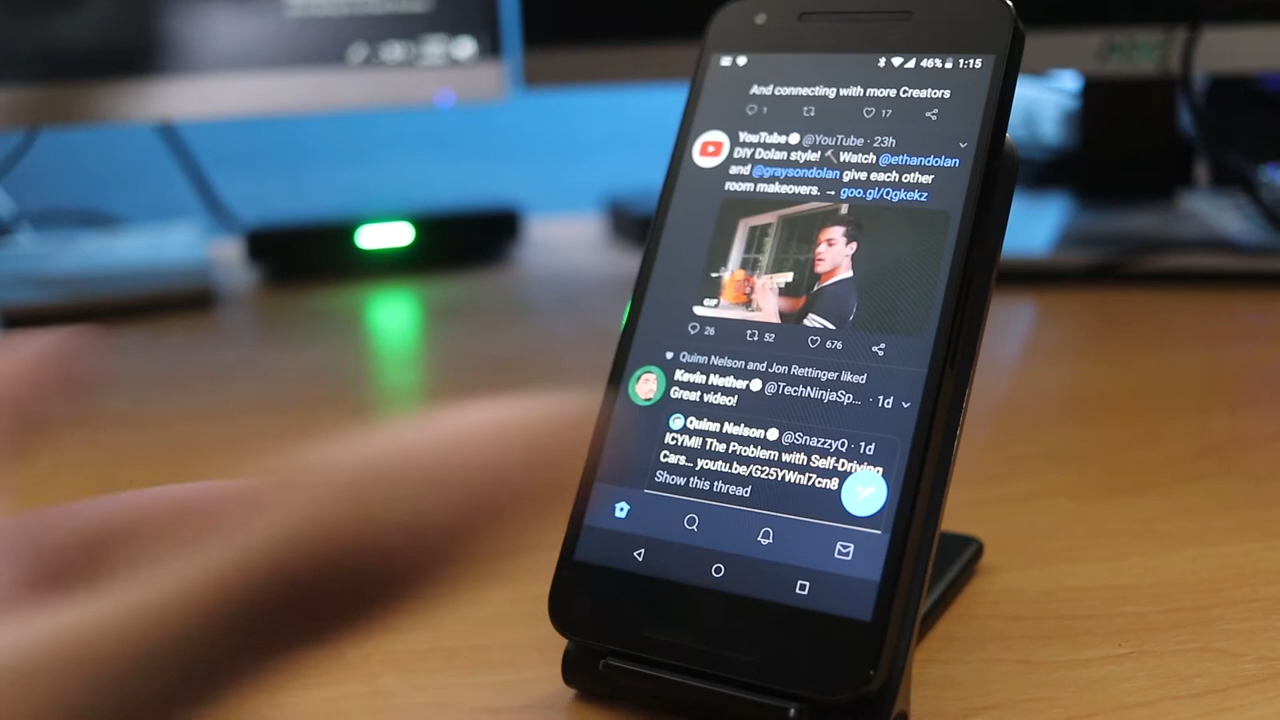 46% 1:15
And connecting with more Creators
1 17
YouTube @YouTube · 23h
DIY Dolan style! Watch @ethandolan
and @graysondolan give each other
room makeovers. → goo.gl/Qgkekz
GIF
26 52 676
Quinn Nelson and Jon Rettinger liked
Kevin Nether @TechNinjaSp... · 1d
Great video!
Quinn Nelson @SnazzyQ · 1d
ICYMI! The Problem with Self-Driving
Cars... youtu.be/G25YWnl7cn8
Show this thread